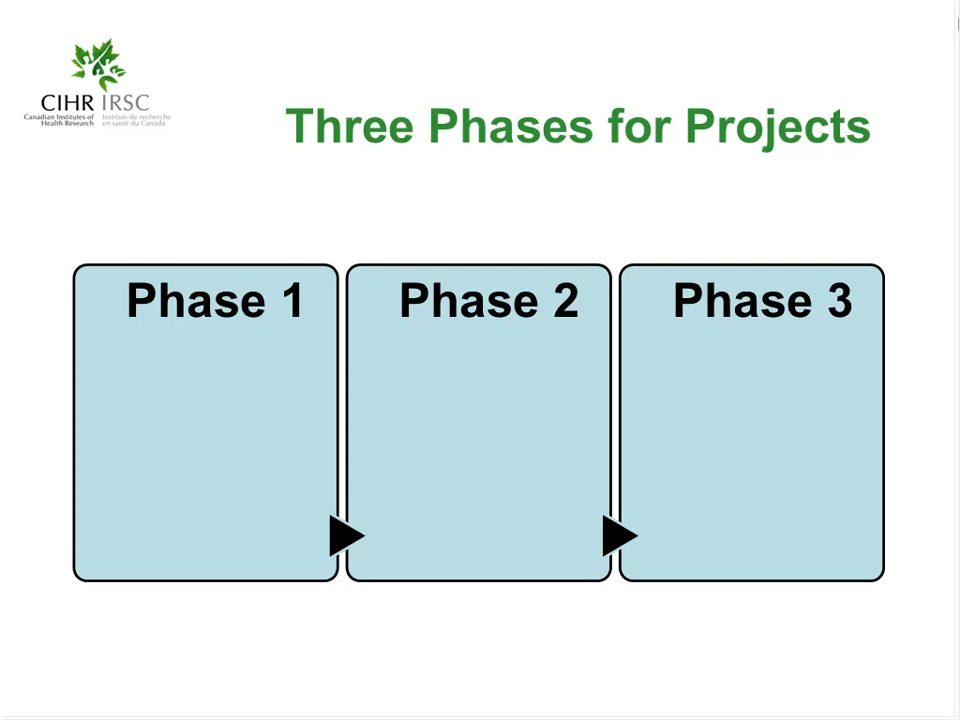 CIHR IRSC
Canadian Institutes of Health Research
Instituts de recherche en santé du Canada
Three Phases for Projects
Phase 1
Phase 2
Phase 3